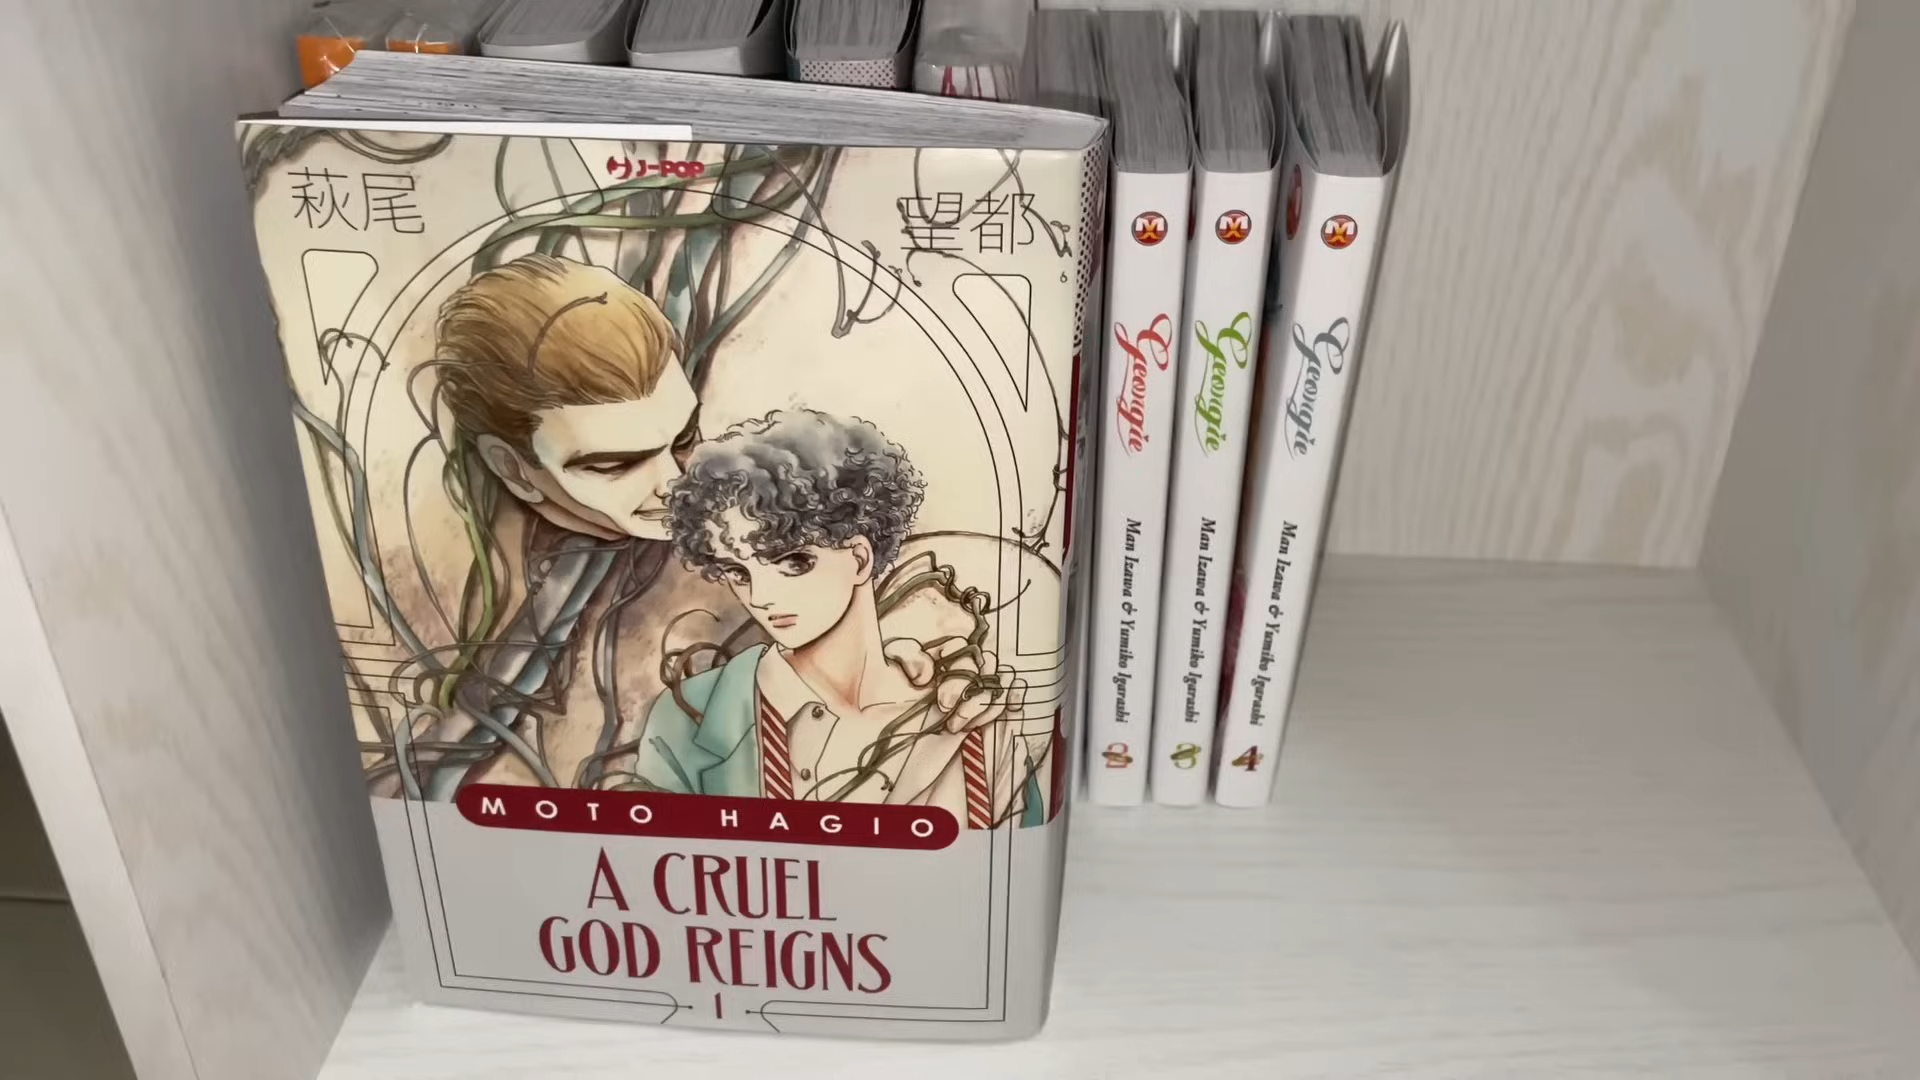 J-POP
萩尾 望都
MOTO HAGIO
A CRUEL
GOD REIGNS
1
Georgie
Man Izawa & Yumiko Igarashi
Georgie
Man Izawa & Yumiko Igarashi
Georgie
Man Izawa & Yumiko Igarashi
4